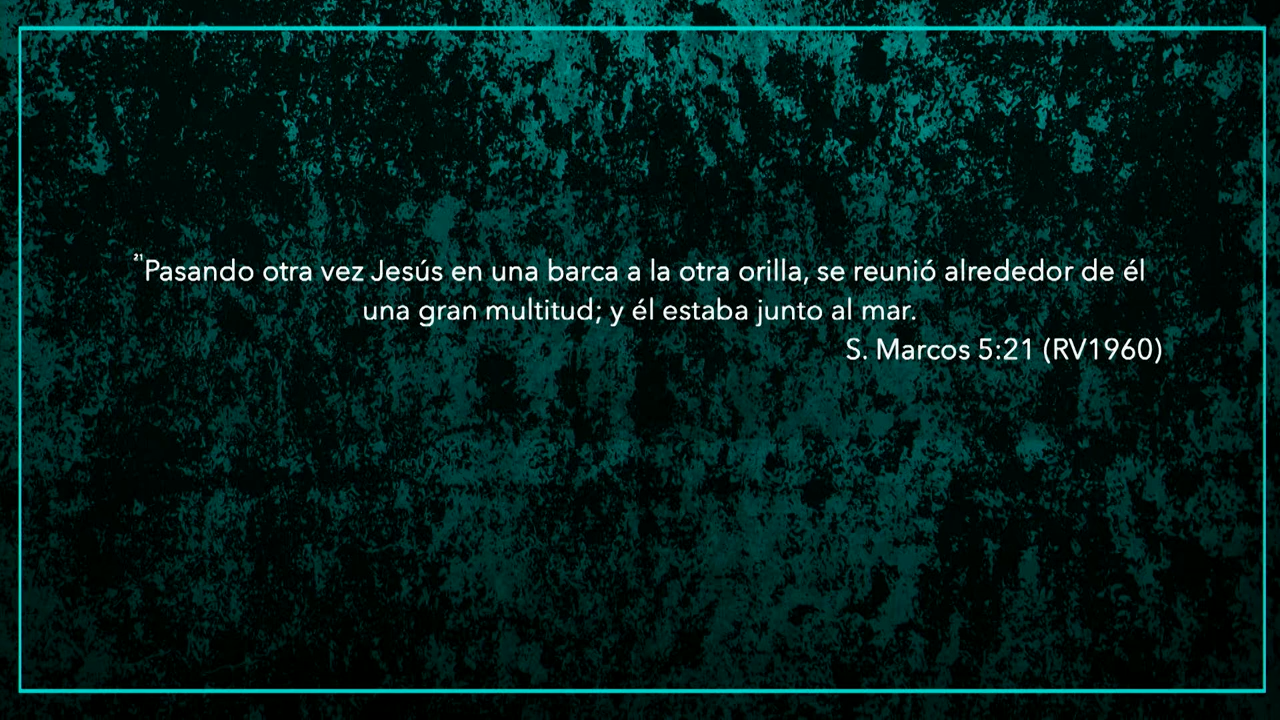 ²¹Pasando otra vez Jesús en una barca a la otra orilla, se reunió alrededor de él
una gran multitud; y él estaba junto al mar.
S. Marcos 5:21 (RV1960)